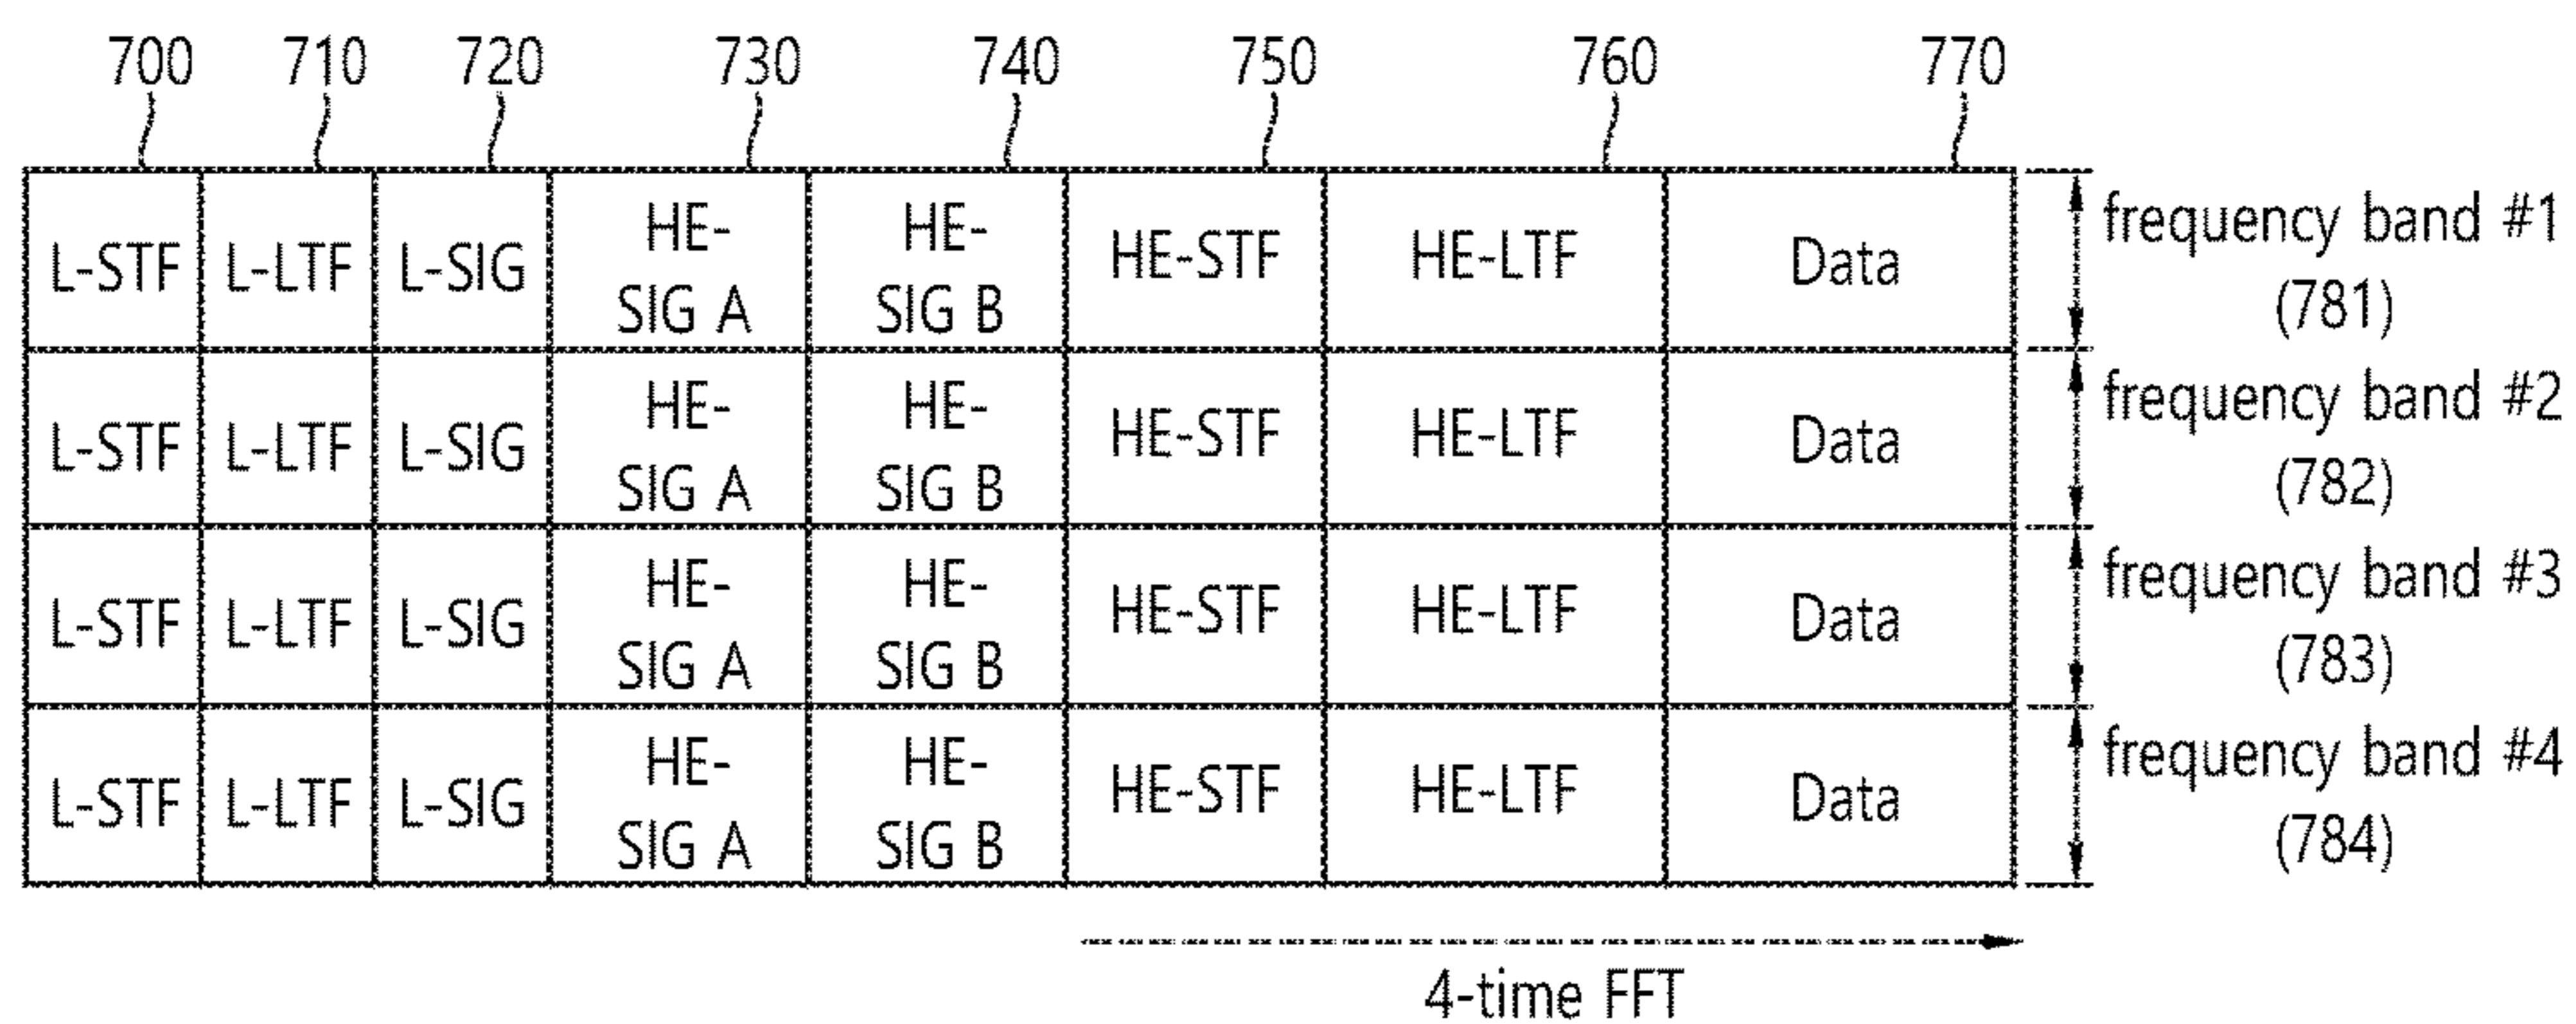 700 710 720 730 740 750 760 770
L-STF L-LTF L-SIG HE-SIG A HE-SIG B HE-STF HE-LTF Data frequency band #1
(781)
L-STF L-LTF L-SIG HE-SIG A HE-SIG B HE-STF HE-LTF Data frequency band #2
(782)
L-STF L-LTF L-SIG HE-SIG A HE-SIG B HE-STF HE-LTF Data frequency band #3
(783)
L-STF L-LTF L-SIG HE-SIG A HE-SIG B HE-STF HE-LTF Data frequency band #4
(784)
4-time FFT